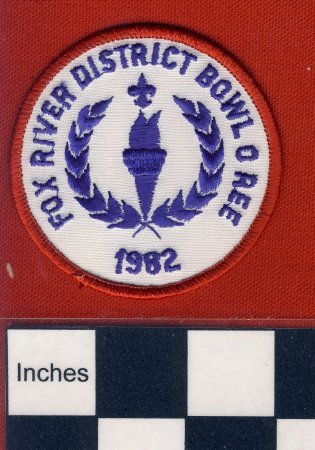 FOX RIVER DISTRICT BOWL O REE
1982
Inches